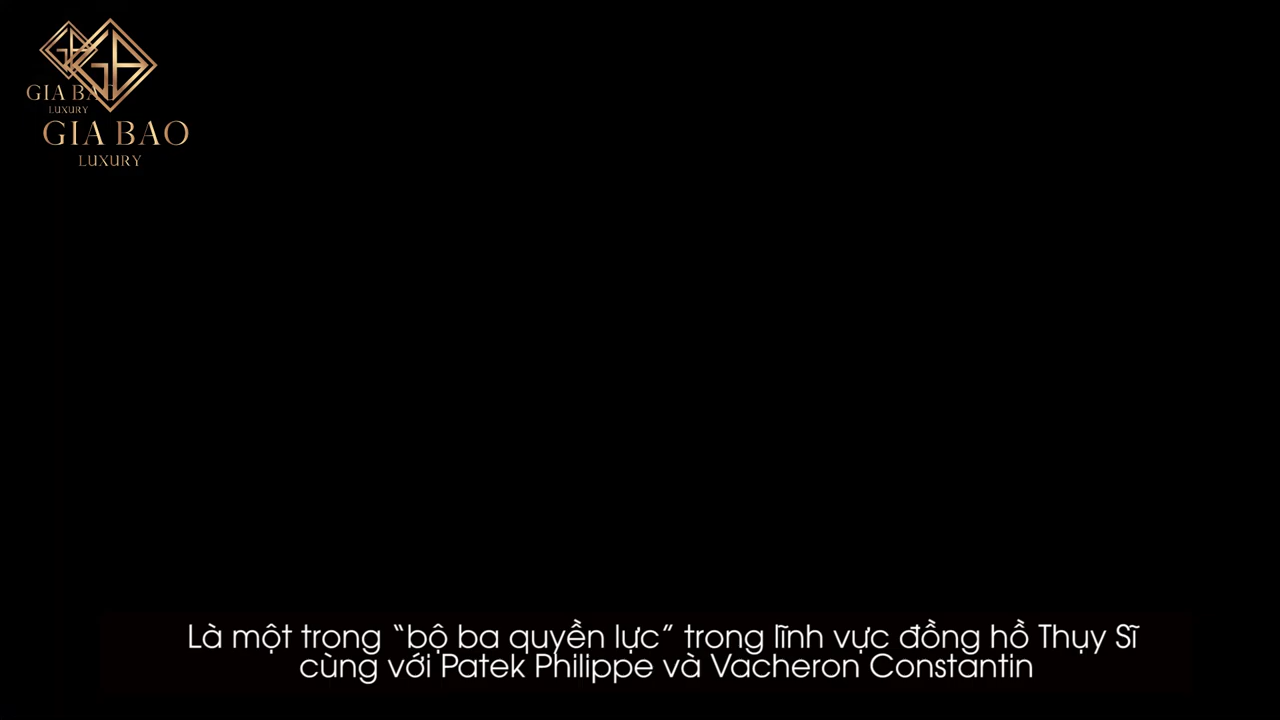 GIA BAO
LUXURY
GIA BAO
LUXURY
Là một trong “bộ ba quyền lực” trong lĩnh vực đồng hồ Thụy Sĩ
cùng với Patek Philippe và Vacheron Constantin